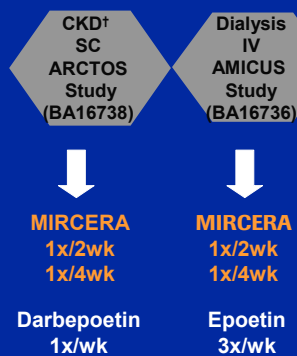 CKD†
SC
ARCTOS
Study
(BA16738)
Dialysis
IV
AMICUS
Study
(BA16736)
MIRCERA
1x/2wk
1x/4wk
MIRCERA
1x/2wk
1x/4wk
Darbepoetin
1x/wk
Epoetin
3x/wk